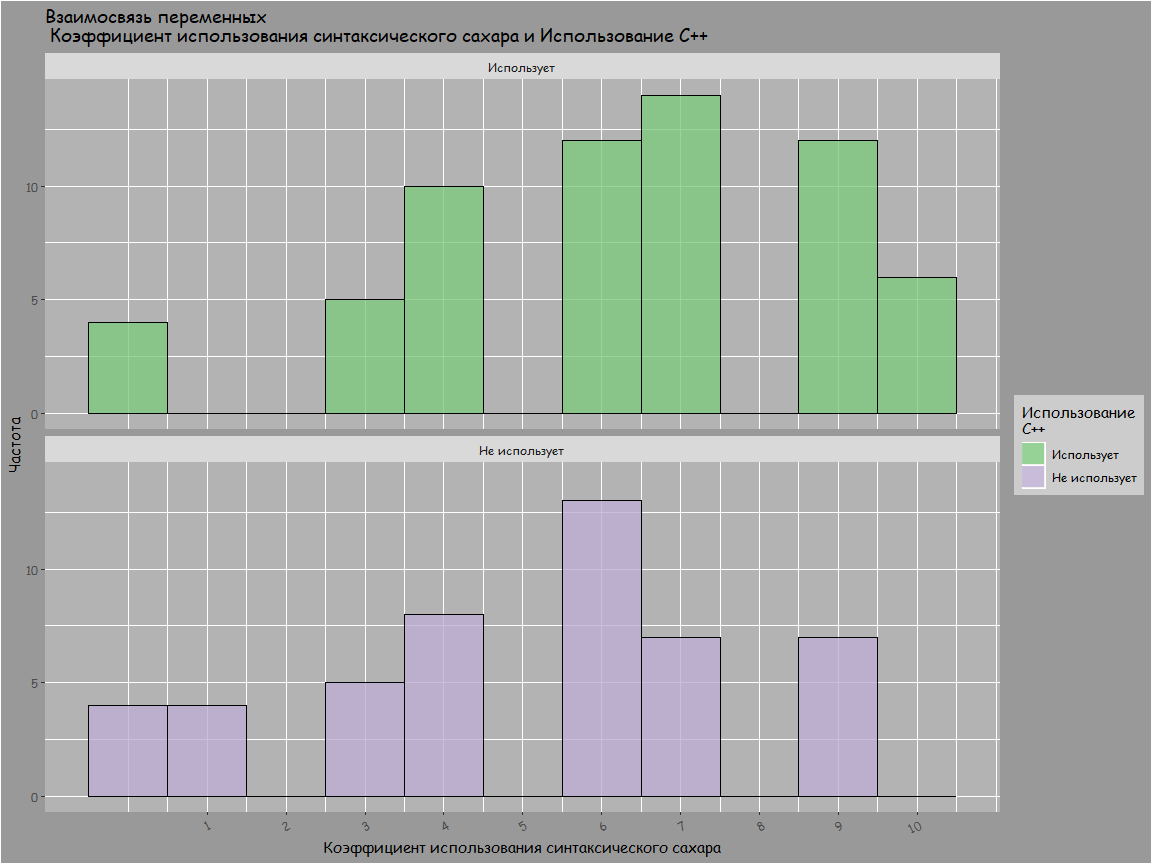 Взаимосвязь переменных
Коэффициент использования синтаксического сахара и Использование C++
Использует
10
5
0
Частота
Не использует
10
5
0
1 2 3 4 5 6 7 8 9 10
Коэффициент использования синтаксического сахара
Использование
C++
Использует
Не использует